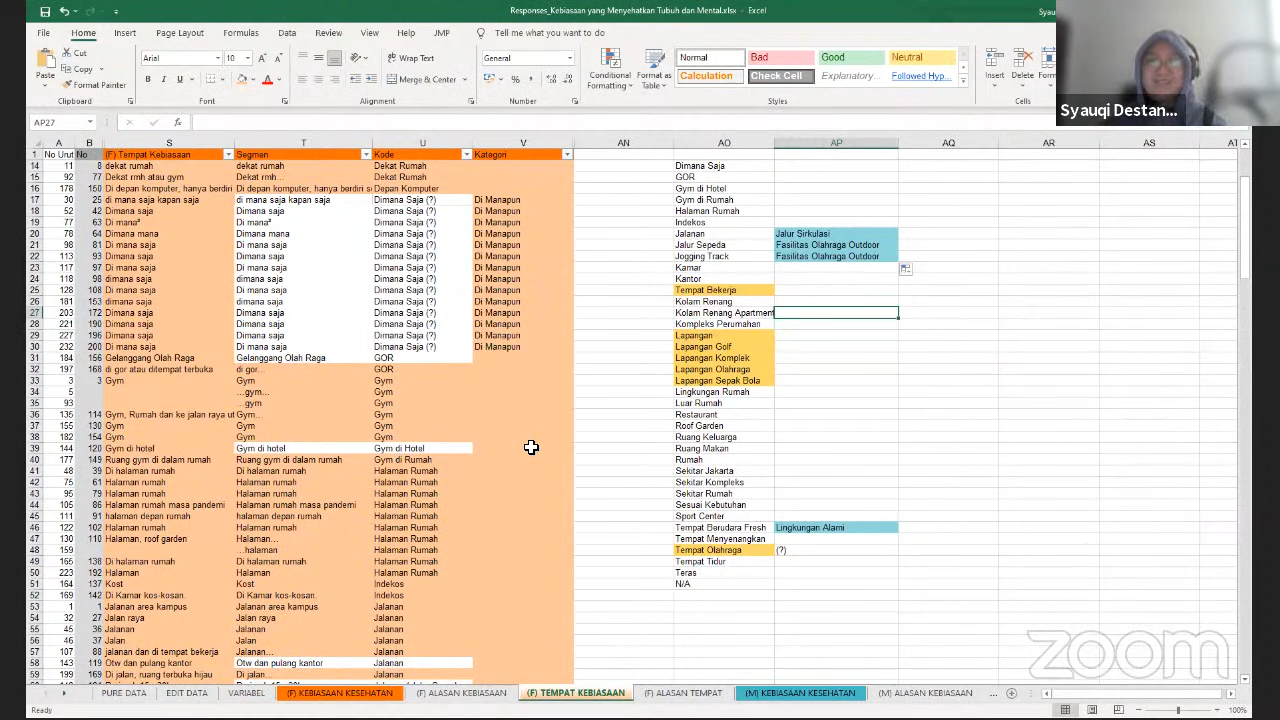 Responses_Kebiasaan yang Menyehatkan Tubuh dan Mental.xlsx - Excel
Syau
File Home Insert Page Layout Formulas Data Review View Help JMP Tell me what you want to do
Cut
Copy
Format Painter
Paste
Clipboard
Arial 10
B I U
Font
Wrap Text
Merge & Center
Alignment
General
Number
Conditional Formatting
Format as Table
Normal Bad Good Neutral
Calculation Check Cell Explanatory... Followed Hyp...
Styles
Insert Delete
Cells
Syauqi Destan...
AP27
A B S T U V AN AO AP AQ AR AS AT
1 No Urut No (F) Tempat Kebiasaan Segmen Kode Kategori
14 11 8 dekat rumah dekat rumah Dekat Rumah Dimana Saja
15 92 77 Dekat rmh atau gym Dekat rmh... Dekat Rumah GOR
16 178 150 Di depan komputer, hanya berdiri Di depan komputer, hanya berdiri s Depan Komputer Gym di Hotel
17 30 25 di mana saja kapan saja di mana saja kapan saja Dimana Saja (?) Di Manapun Gym di Rumah
18 52 42 Dimana saja Dimana saja Dimana Saja (?) Di Manapun Halaman Rumah
19 77 63 Di mana² Di mana² Dimana Saja (?) Di Manapun Indekos
20 78 64 Dimana mana Dimana mana Dimana Saja (?) Di Manapun Jalanan Jalur Sirkulasi
21 98 81 Di mana saja Di mana saja Dimana Saja (?) Di Manapun Jalur Sepeda Fasilitas Olahraga Outdoor
22 113 93 Di mana saja Di mana saja Dimana Saja (?) Di Manapun Jogging Track Fasilitas Olahraga Outdoor
23 117 97 Di mana saja Di mana saja Dimana Saja (?) Di Manapun Kamar
24 118 98 dimana saja dimana saja Dimana Saja (?) Di Manapun Kantor
25 128 108 Di mana saja Di mana saja Dimana Saja (?) Di Manapun Tempat Bekerja
26 181 153 dimana saja dimana saja Dimana Saja (?) Di Manapun Kolam Renang
27 203 172 Dimana saja Dimana saja Dimana Saja (?) Di Manapun Kolam Renang Apartment
28 221 190 Dimana saja Dimana saja Dimana Saja (?) Di Manapun Kompleks Perumahan
29 227 196 Dimana saja Dimana saja Dimana Saja (?) Di Manapun Lapangan
30 232 200 Dimana saja Dimana saja Dimana Saja (?) Di Manapun Lapangan Golf
31 184 156 Gelanggang Olah Raga Gelanggang Olah Raga GOR Lapangan Komplek
32 197 168 di gor atau ditempat terbuka di gor... GOR Lapangan Olahraga
33 3 3 Gym Gym Gym Lapangan Sepak Bola
34 5 ...gym... Gym Lingkungan Rumah
35 93 ...gym Gym Luar Rumah
36 135 114 Gym, Rumah dan ke jalan raya ut Gym... Gym Restaurant
37 155 130 Gym Gym Gym Roof Garden
38 182 154 Gym Gym Gym Ruang Keluarga
39 144 120 Gym di hotel Gym di hotel Gym di Hotel Ruang Makan
40 177 149 Ruang gym di dalam rumah Ruang gym di dalam rumah Gym di Rumah Rumah
41 48 39 Di halaman rumah Di halaman rumah Halaman Rumah Sekitar Jakarta
42 75 61 Halaman rumah Halaman rumah Halaman Rumah Sekitar Kompleks
43 95 79 Halaman rumah Halaman rumah Halaman Rumah Sekitar Rumah
44 105 86 Halaman rumah masa pandemi Halaman rumah masa pandemi Halaman Rumah Sesuai Kebutuhan
45 111 91 halaman depan rumah halaman depan rumah Halaman Rumah Sport Center
46 122 102 Halaman rumah Halaman rumah Halaman Rumah Tempat Berudara Fresh Lingkungan Alami
47 130 110 Halaman, roof garden Halaman... Halaman Rumah Tempat Menyenangkan
48 159 ...halaman Halaman Rumah Tempat Olahraga (?)
49 165 138 Di halaman rumah Di halaman rumah Halaman Rumah Tempat Tidur
50 223 192 Halaman Halaman Halaman Rumah Teras
51 164 137 Kost Kost Indekos N/A
52 169 142 Di Kamar kos-kosan. Di Kamar kos-kosan. Indekos
53 1 1 Jalanan area kampus Jalanan area kampus Jalanan
54 32 27 Jalan raya Jalan raya Jalanan
55 45 36 Jalanan Jalanan Jalanan
56 46 37 Jalan Jalan Jalanan
57 107 88 jalanan dan di tempat bekerja Jalanan... Jalanan
58 143 119 Otw dan pulang kantor Otw dan pulang kantor Jalanan
59 199 169 Di jalan, ruang terbuka hijau Di jalan... Jalanan
zoom
PURE DATA EDIT DATA VARIABEL (F) KEBIASAAN KESEHATAN (F) ALASAN KEBIASAAN (F) TEMPAT KEBIASAAN (F) ALASAN TEMPAT (M) KEBIASAAN KESEHATAN (M) ALASAN KEBIASAAN ...
Ready
100%